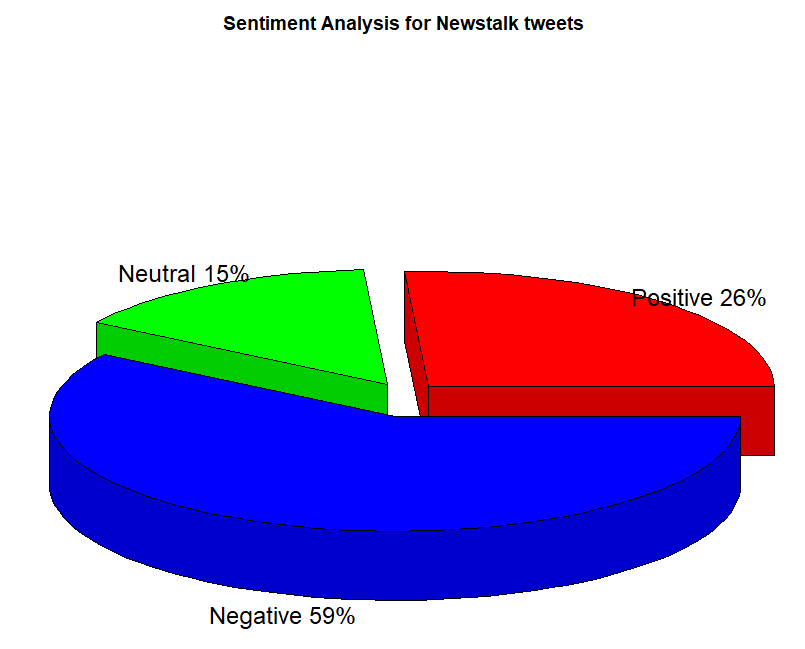 Sentiment Analysis for Newstalk tweets
Neutral 15%
Positive 26%
Negative 59%